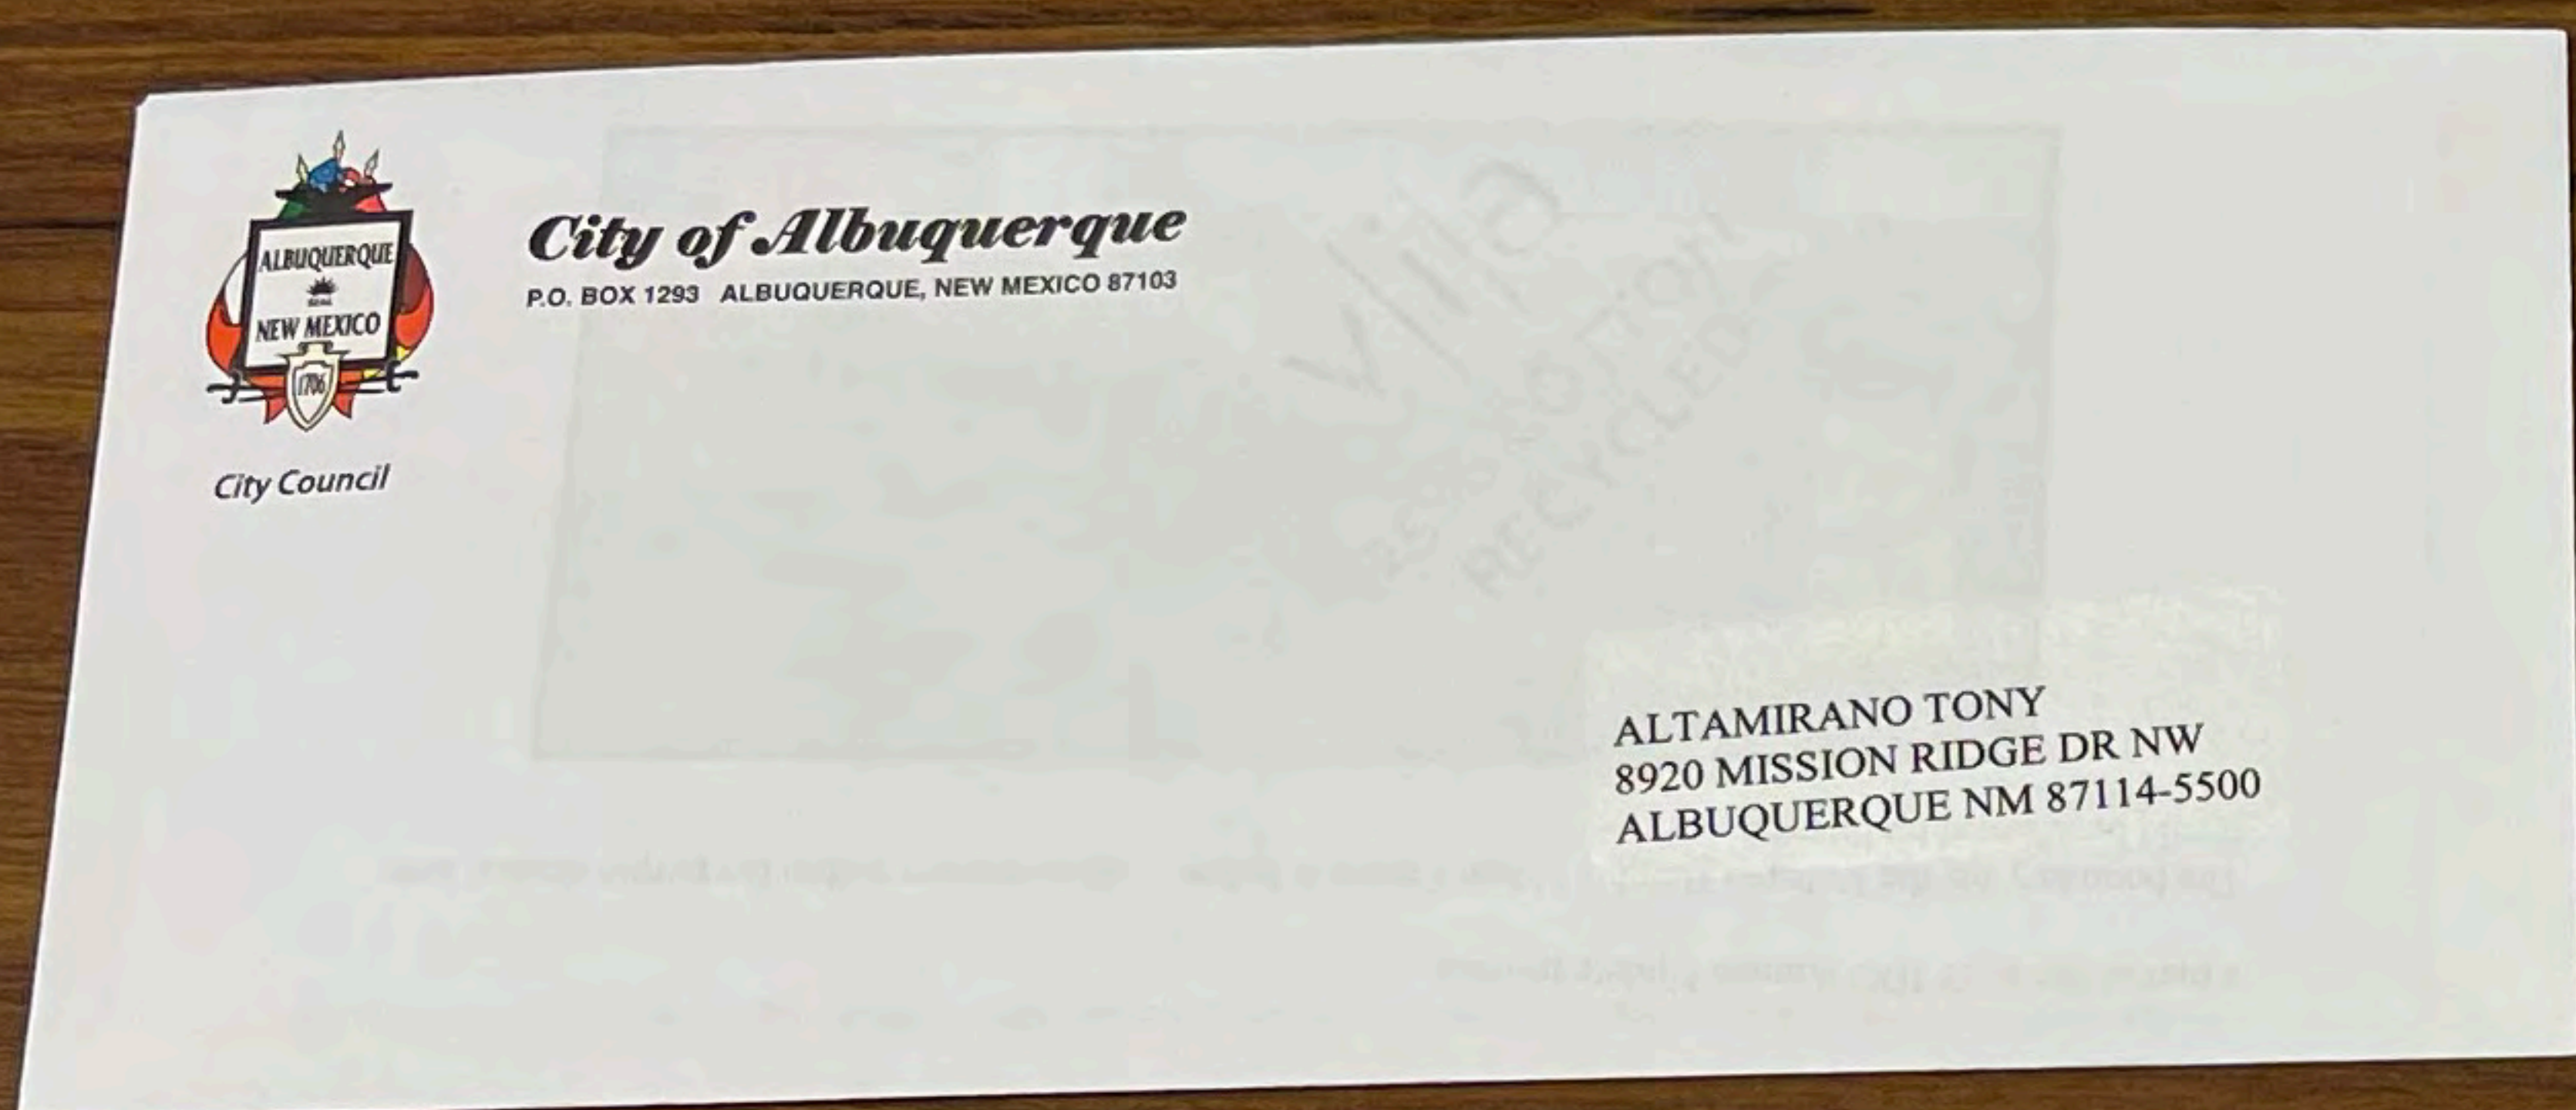 ALBUQUERQUE
NEW MEXICO
1706
City Council
City of Albuquerque
P.O. BOX 1293 ALBUQUERQUE, NEW MEXICO 87103
RECYCLED
ALTAMIRANO TONY
8920 MISSION RIDGE DR NW
ALBUQUERQUE NM 87114-5500